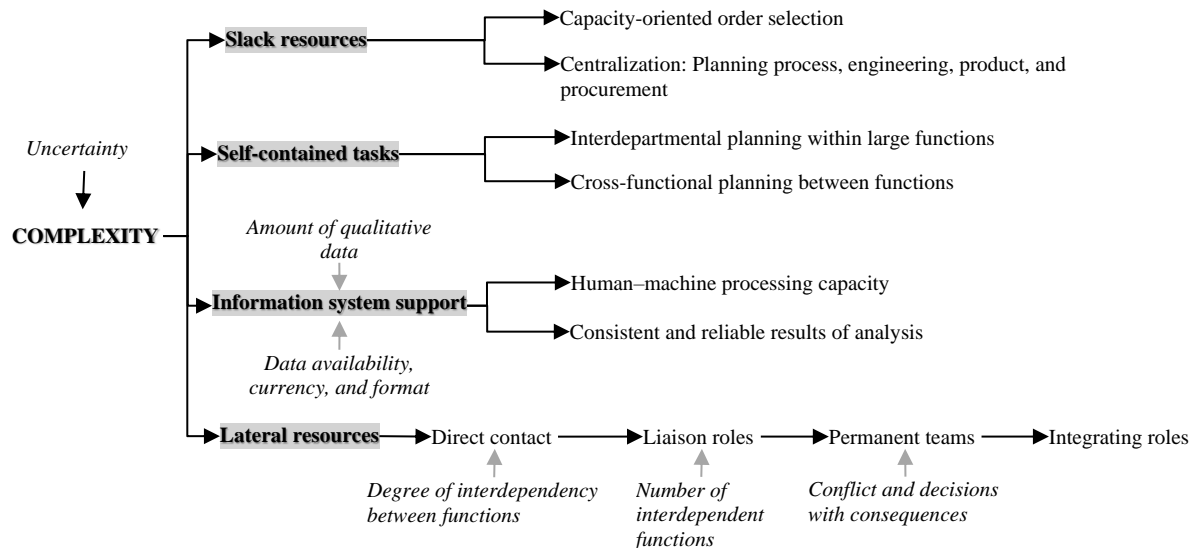 Capacity-oriented order selection
Slack resources
Centralization: Planning process, engineering, product, and
procurement
Uncertainty
Interdepartmental planning within large functions
Self-contained tasks
Cross-functional planning between functions
COMPLEXITY
Amount of qualitative
data
Human–machine processing capacity
Information system support
Consistent and reliable results of analysis
Data availability,
currency, and format
Lateral resources
Direct contact
Liaison roles
Permanent teams
Integrating roles
Degree of interdependency
between functions
Number of
interdependent
functions
Conflict and decisions
with consequences